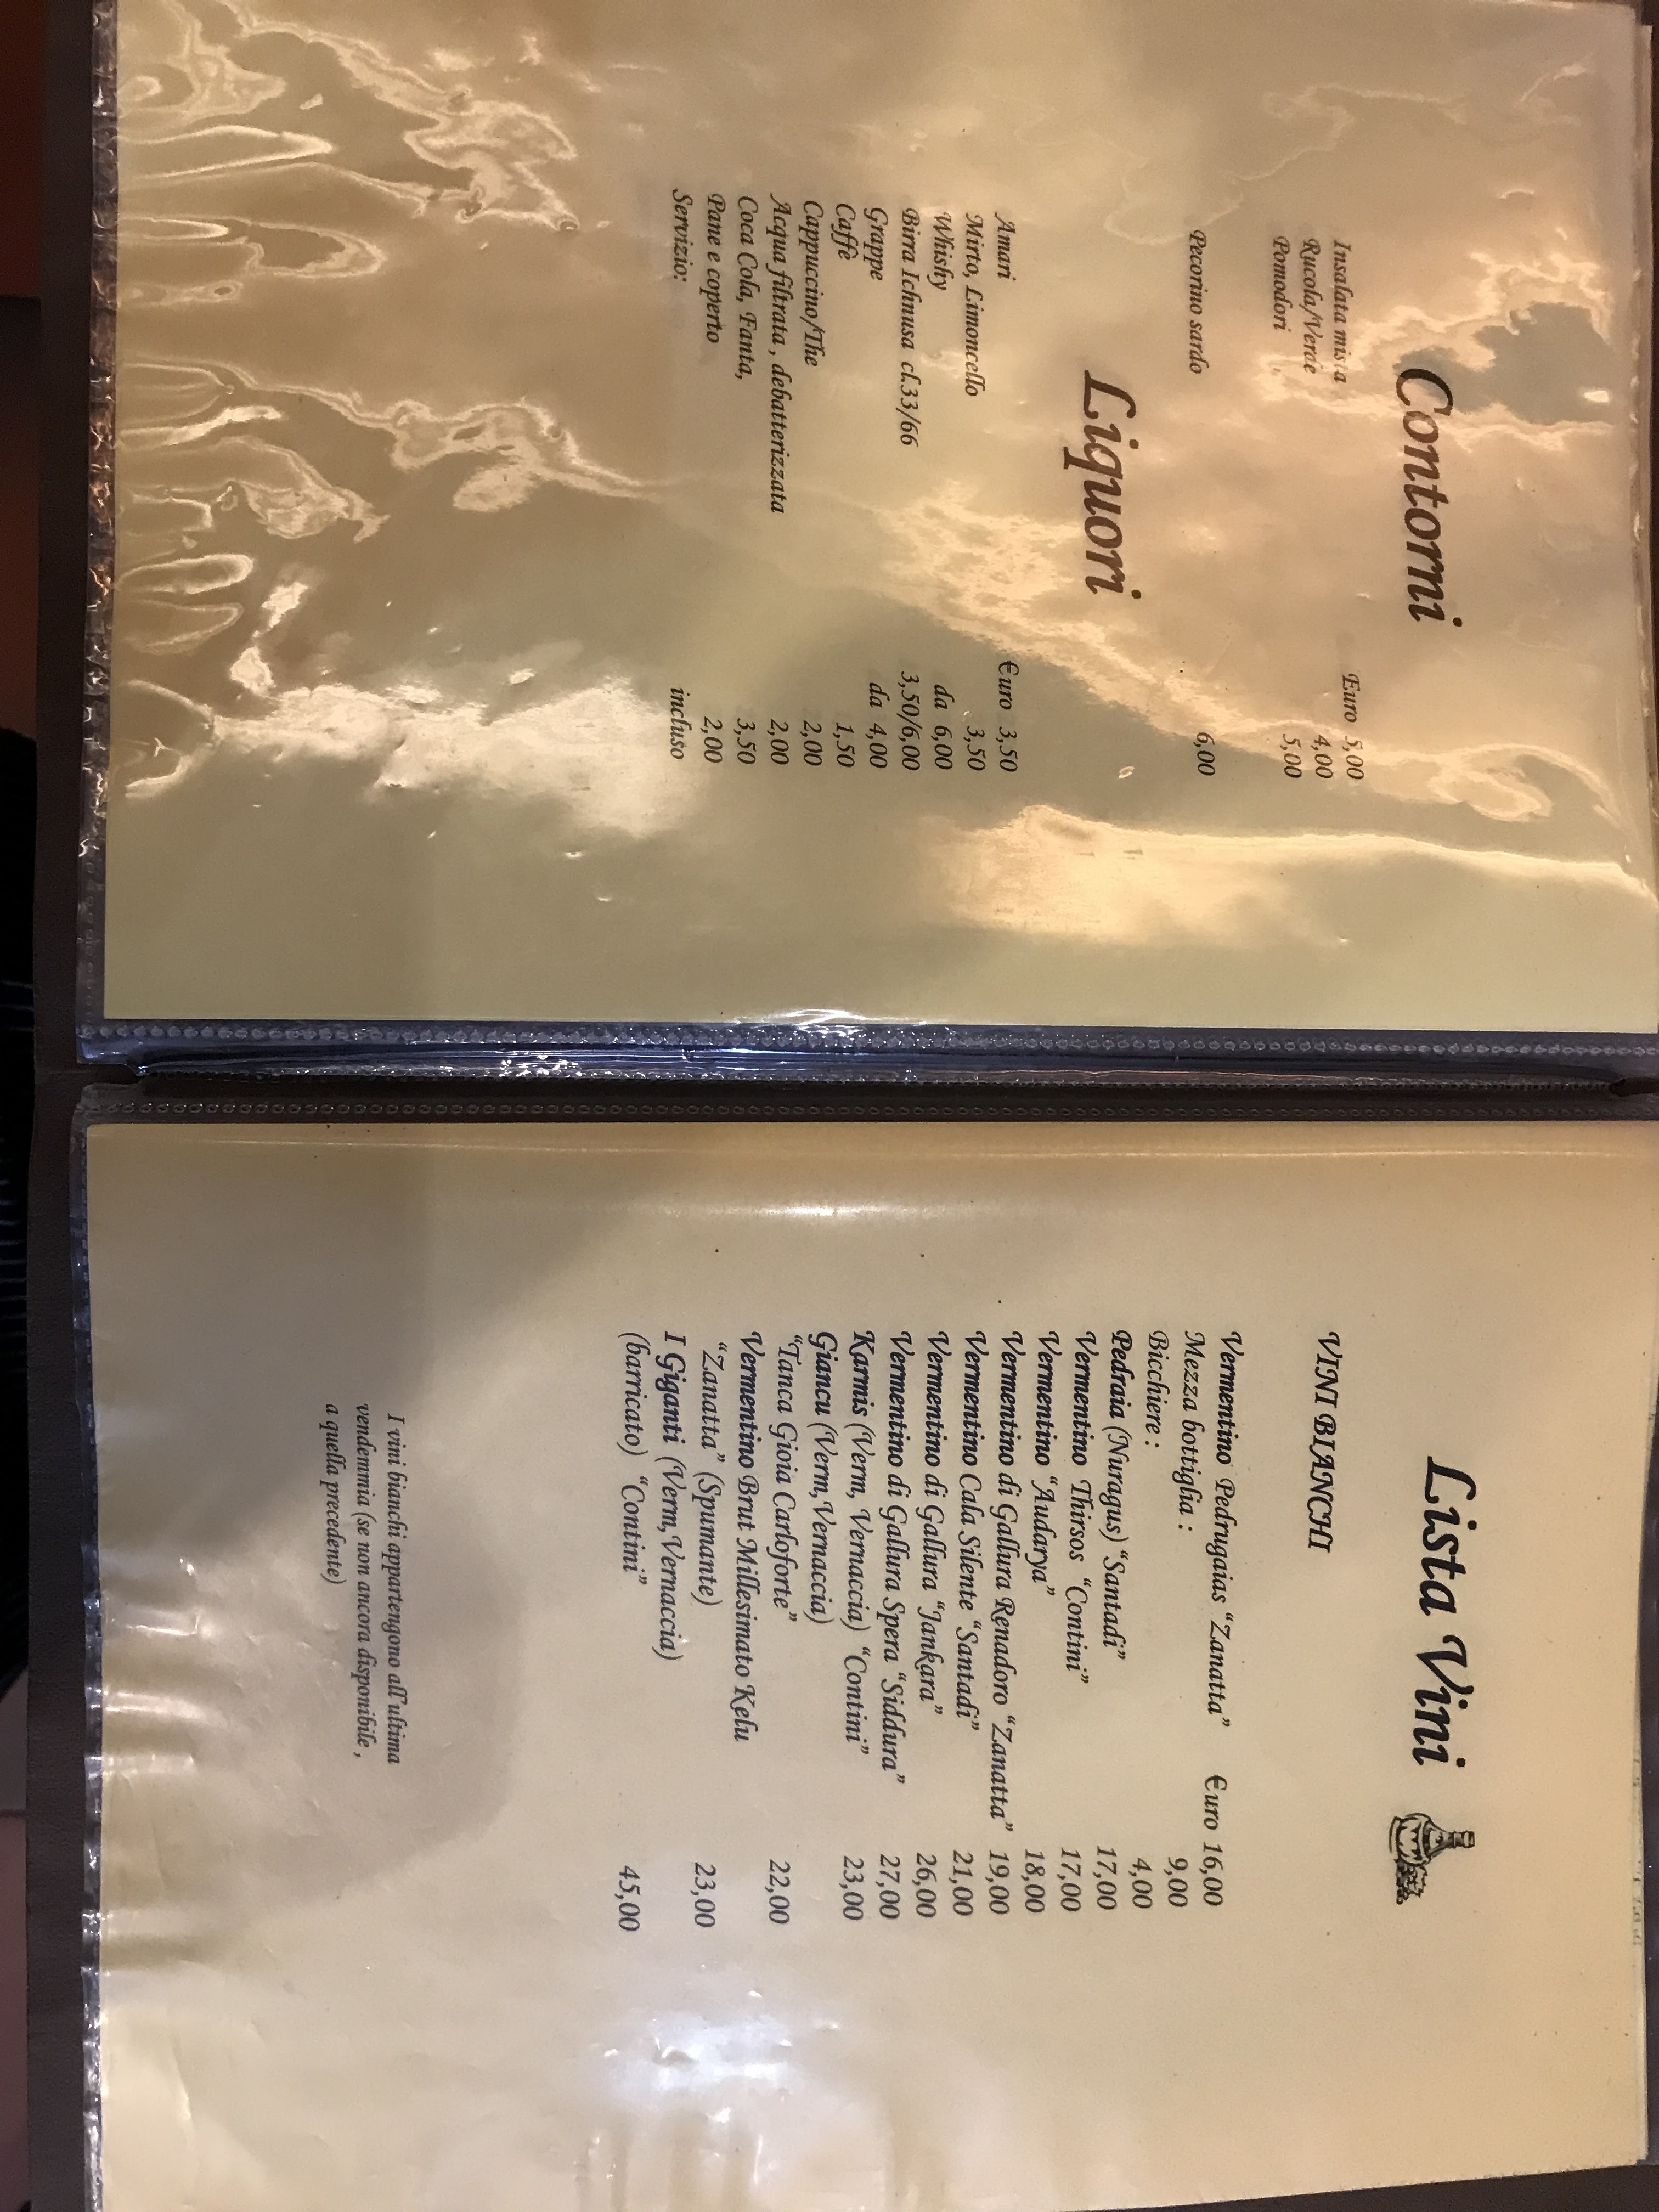 Contorni
Insalata mista Euro 5,00
Rucola/Verde 4,00
Pomodori 5,00
Pecorino sardo 6,00
Liquori
Amari €uro 3,50
Mirto, Limoncello 3,50
Whishy da 6,00
Birra Ichnusa cl.33/66 3,50/6,00
Grappe da 4,00
Caffè 1,50
Cappuccino/The 2,00
Acqua filtrata , debatterizzata 2,00
Coca Cola, Fanta, 3,50
Pane e coperto 2,00
Servizio: incluso
Lista Vini
VINI BIANCHI
Vermentino Pedrugaias “Zanatta” €uro 16,00
Mezza bottiglia : 9,00
Bicchiere : 4,00
Pedraia (Nuragus) “Santadi” 17,00
Vermentino Thirsos “Contini” 17,00
Vermentino “Audarya” 18,00
Vermentino di Gallura Renadoro “Zanatta” 19,00
Vermentino Cala Silente “Santadi” 21,00
Vermentino di Gallura “Jankara” 26,00
Vermentino di Gallura Spera “Siddura” 27,00
Karmis (Verm, Vernaccia) “Contini” 23,00
Giancu (Verm,Vernaccia)
“Tanca Gioia Carloforte” 22,00
Vermentino Brut Millesimato Kelu
“Zanatta” (Spumante) 23,00
I Giganti (Verm,Vernaccia)
(barricato) “Contini” 45,00
I vini bianchi appartengono all’ultima
vendemmia (se non ancora disponibile ,
a quella precedente)